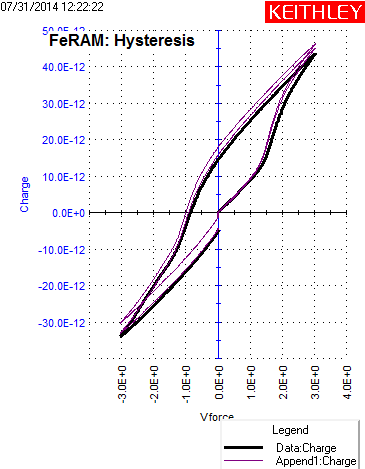 07/31/2014 12:22:22
KEITHLEY
FeRAM: Hysteresis
50.0E-12
40.0E-12
30.0E-12
20.0E-12
10.0E-12
0.0E+0
-10.0E-12
-20.0E-12
-30.0E-12
Charge
-3.0E+0
-2.0E+0
-1.0E+0
0.0E+0
1.0E+0
2.0E+0
3.0E+0
4.0E+0
Vforce
Legend
Data:Charge
Append1:Charge